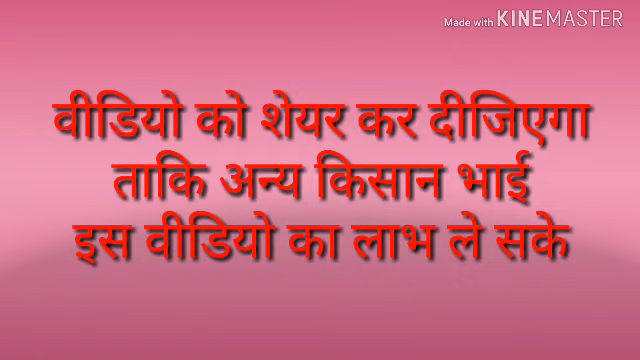 Made with KINEMASTER
वीडियो को शेयर कर दीजिएगा
ताकि अन्य किसान भाई
इस वीडियो का लाभ ले सके